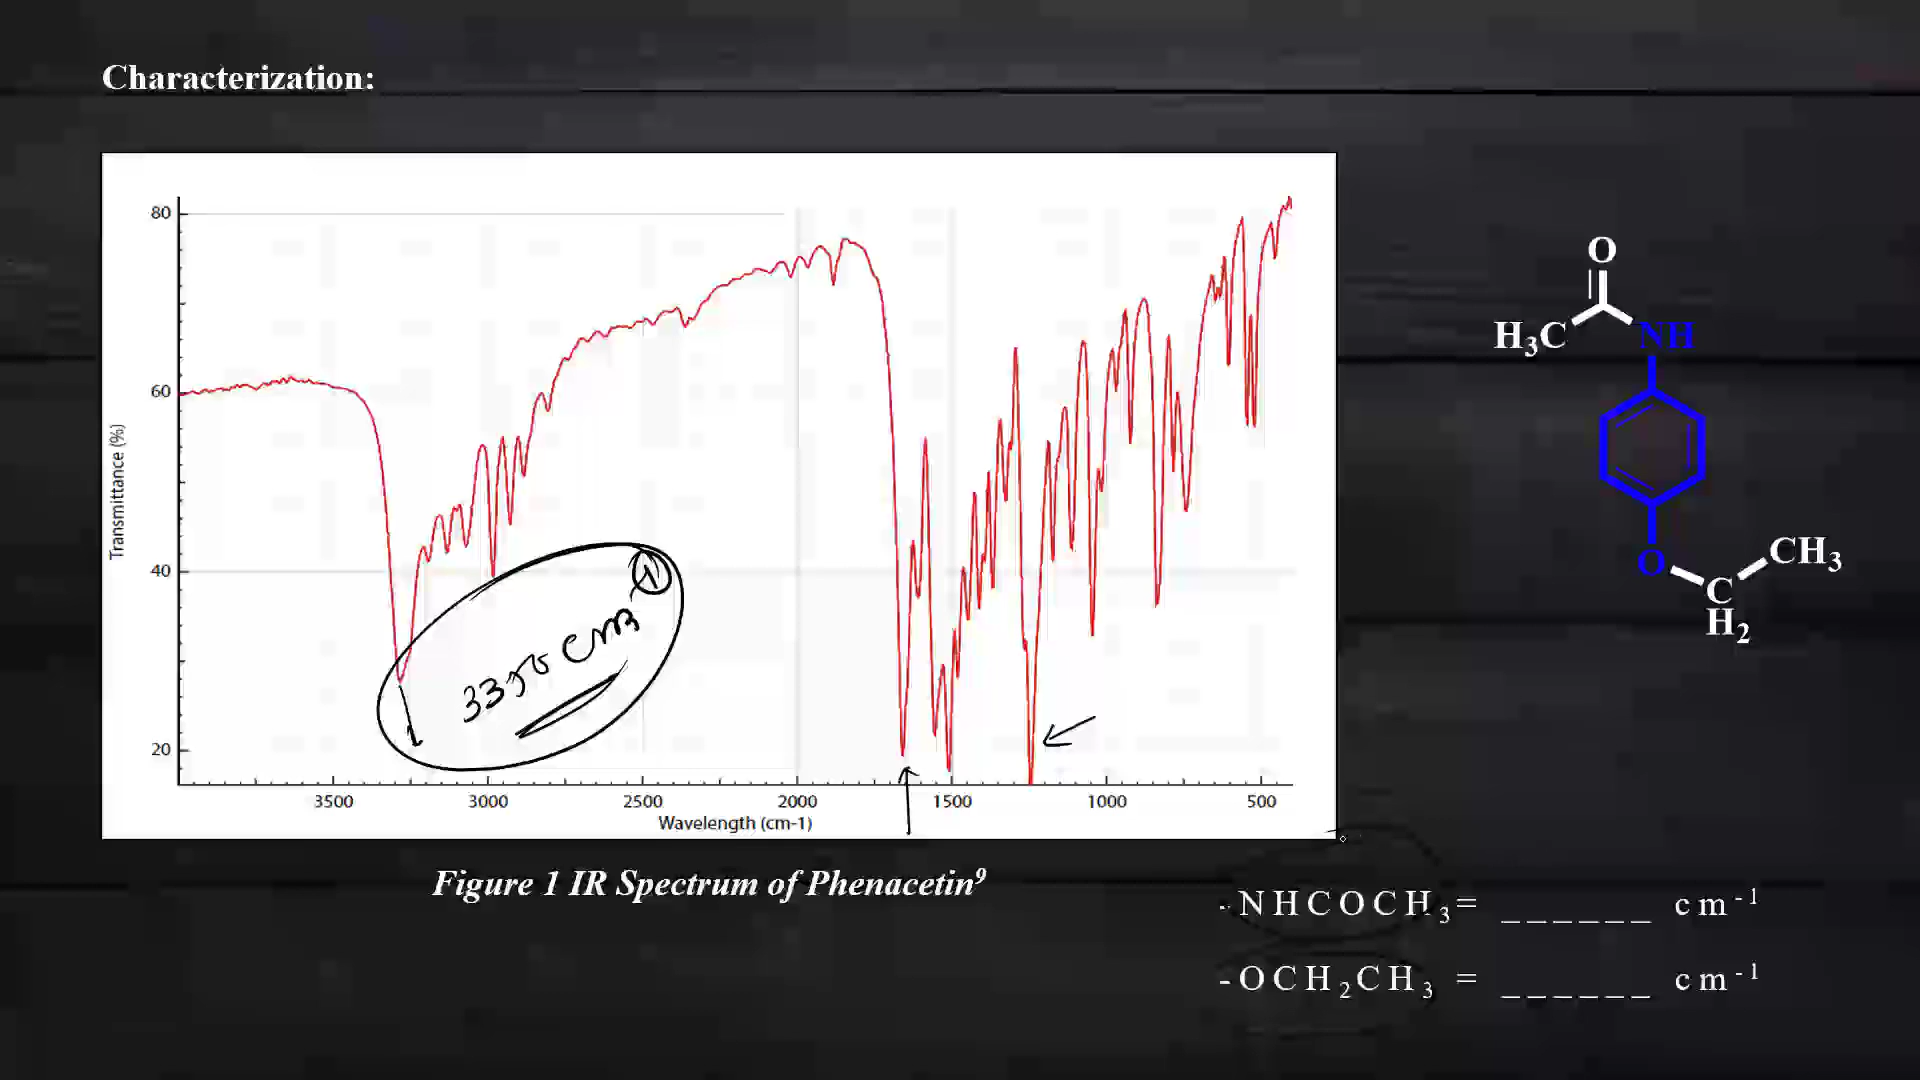 Characterization:
80
60
40
20
Transmittance (%)
3350 cm-1
3500 3000 2500 2000 1500 1000 500
Wavelength (cm-1)
Figure 1 IR Spectrum of Phenacetin⁹
O
H₃C
NH
O
CH₃
C
H₂
-NHCOCH₃= ______ cm⁻¹
-OCH₂CH₃ = ______ cm⁻¹